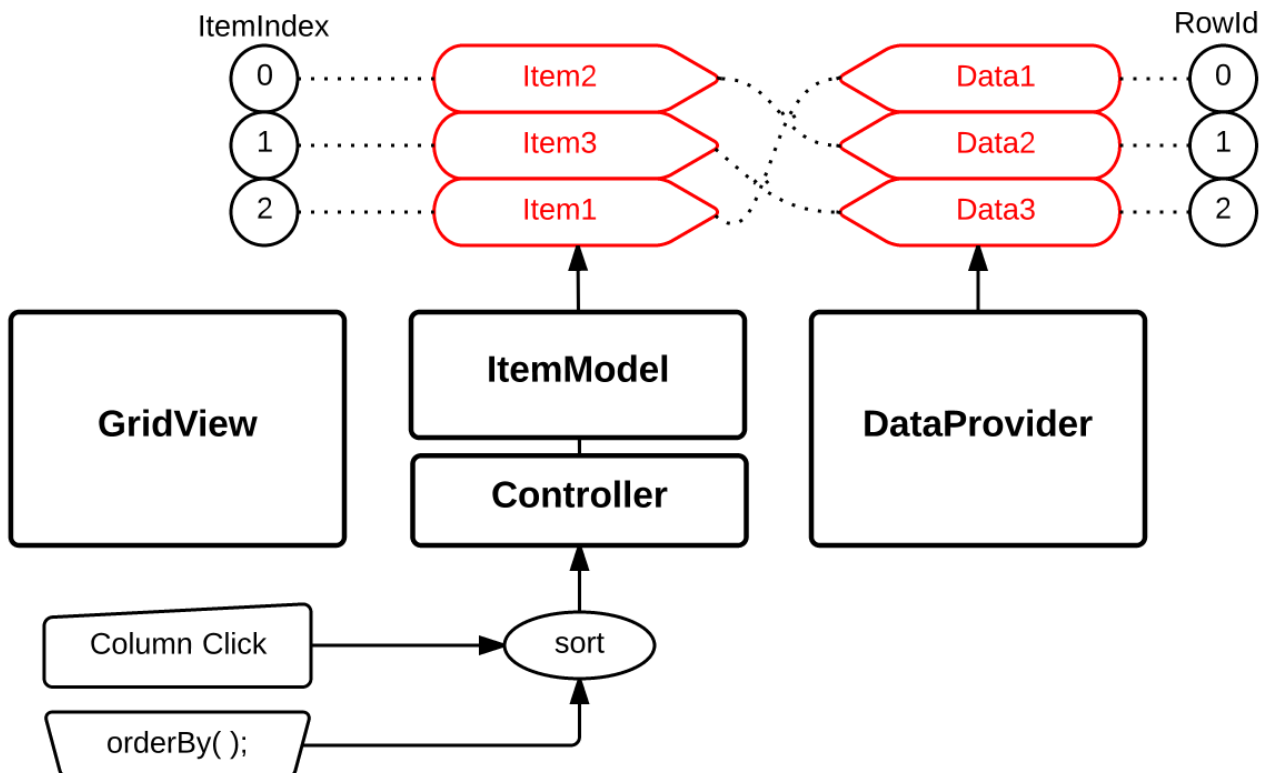 ItemIndex
RowId
0
Item2
Data1
0
1
Item3
Data2
1
2
Item1
Data3
2
GridView
ItemModel
DataProvider
Controller
Column Click
sort
orderBy( );